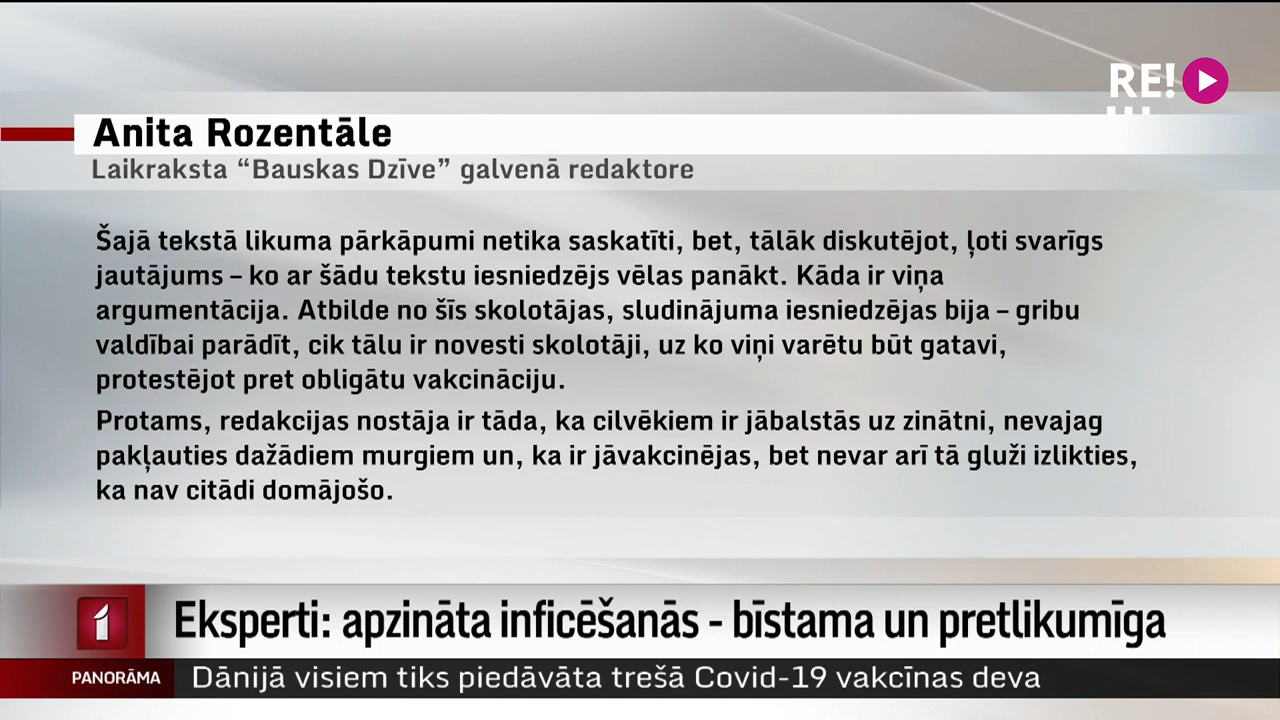 RE!
Anita Rozentāle
Laikraksta “Bauskas Dzīve” galvenā redaktore
Šajā tekstā likuma pārkāpumi netika saskatīti, bet, tālāk diskutējot, ļoti svarīgs
jautājums – ko ar šādu tekstu iesniedzējs vēlas panākt. Kāda ir viņa
argumentācija. Atbilde no šīs skolotājas, sludinājuma iesniedzējas bija – gribu
valdībai parādīt, cik tālu ir novesti skolotāji, uz ko viņi varētu būt gatavi,
protestējot pret obligātu vakcināciju.
Protams, redakcijas nostāja ir tāda, ka cilvēkiem ir jābalstās uz zinātni, nevajag
pakļauties dažādiem murgiem un, ka ir jāvakcinējas, bet nevar arī tā gluži izlikties,
ka nav citādi domājošo.
1
Eksperti: apzināta inficēšanās - bīstama un pretlikumīga
PANORĀMA
Dānijā visiem tiks piedāvāta trešā Covid-19 vakcīnas deva